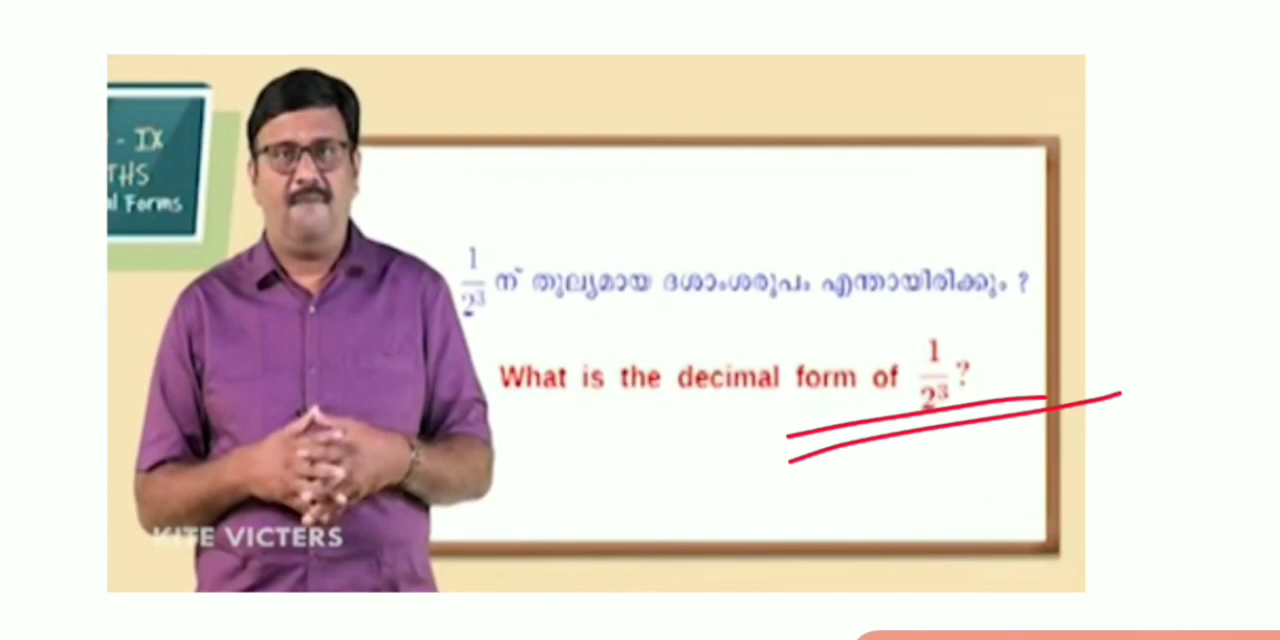 - IX
THS
l Forms
1/2³ ന് തുല്യമായ ദശാംശരൂപം എന്തായിരിക്കും ?
What is the decimal form of 1/2³ ?
KITE VICTERS